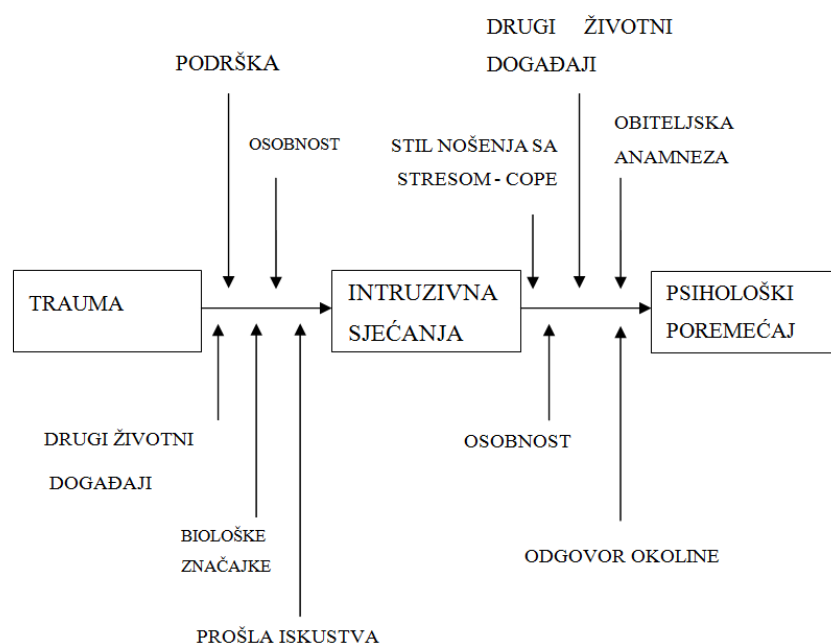 DRUGI ŽIVOTNI
DOGAĐAJI
PODRŠKA
OSOBNOST
STIL NOŠENJA SA
STRESOM - COPE
OBITELJSKA
ANAMNEZA
TRAUMA
INTRUZIVNA
SJEĆANJA
PSIHOLOŠKI
POREMEĆAJ
DRUGI ŽIVOTNI
DOGAĐAJI
OSOBNOST
BIOLOŠKE
ZNAČAJKE
ODGOVOR OKOLINE
PROŠLA ISKUSTVA